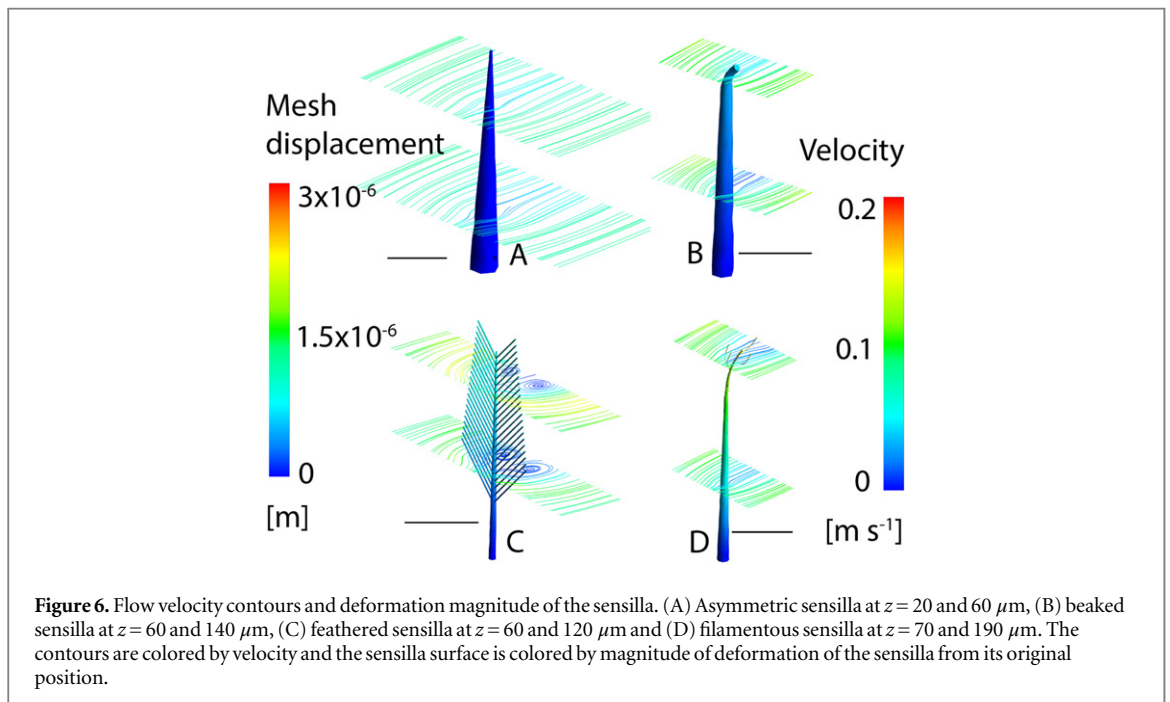 Mesh
displacement
3x10⁻⁶
1.5x10⁻⁶
0
[m]
A
B
Velocity
0.2
0.1
0
[m s⁻¹]
C
D
Figure 6. Flow velocity contours and deformation magnitude of the sensilla. (A) Asymmetric sensilla at z = 20 and 60 μm, (B) beaked
sensilla at z = 60 and 140 μm, (C) feathered sensilla at z = 60 and 120 μm and (D) filamentous sensilla at z = 70 and 190 μm. The
contours are colored by velocity and the sensilla surface is colored by magnitude of deformation of the sensilla from its original
position.